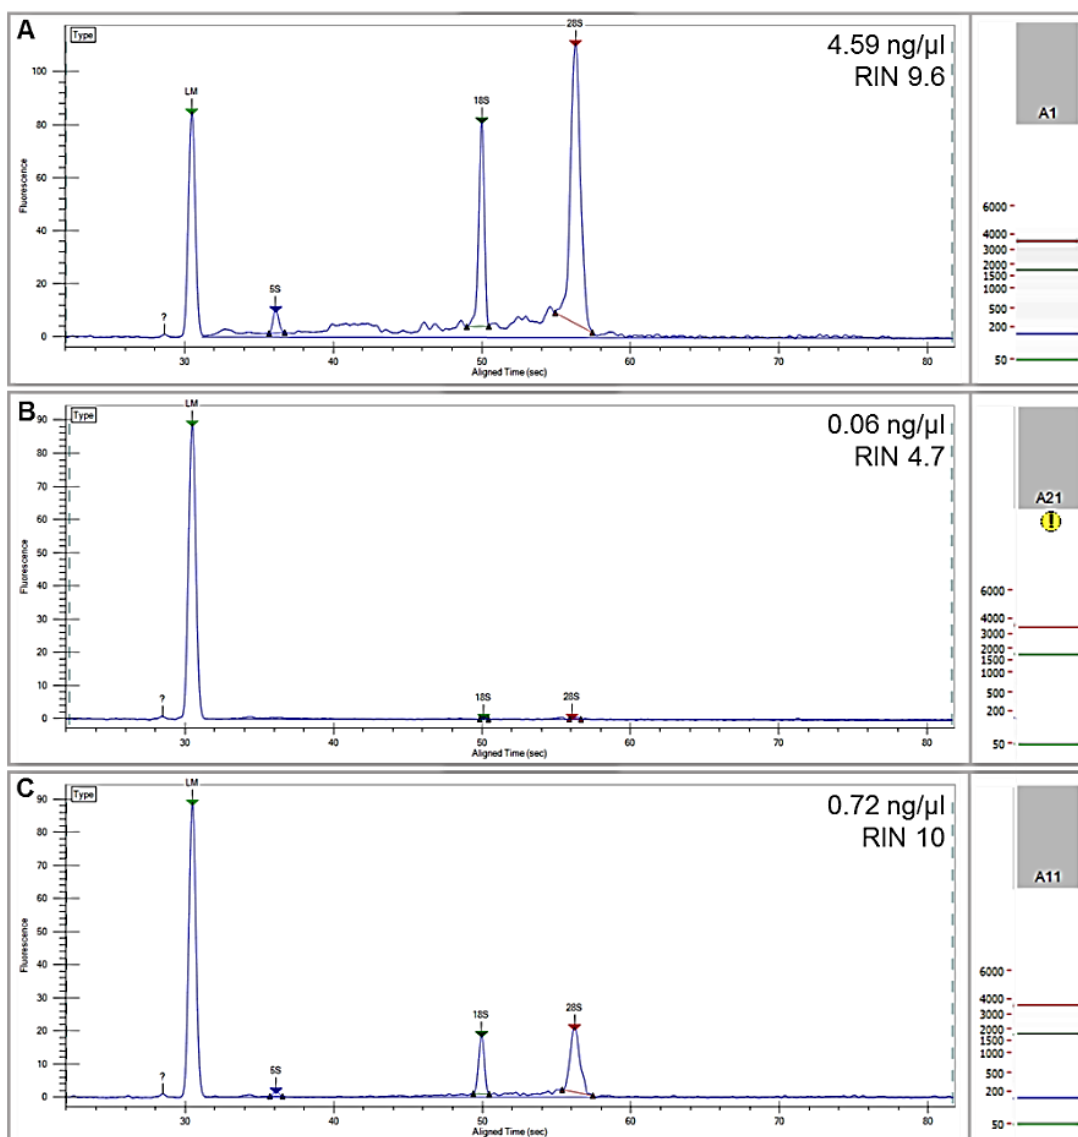 A
Type
28S
4.59 ng/µl
RIN 9.6
LM
18S
5S
?
Fluorescence
100
80
60
40
20
0
30 40 50 60 70 80
Aligned Time (sec)
A1
6000
4000
3000
2000
1500
1000
500
200
50
B
Type
LM
0.06 ng/µl
RIN 4.7
?
18S
28S
Fluorescence
90
80
70
60
50
40
30
20
10
0
30 40 50 60 70 80
Aligned Time (sec)
A21
!
6000
4000
3000
2000
1500
1000
500
200
50
C
Type
LM
0.72 ng/µl
RIN 10
?
5S
18S
28S
Fluorescence
90
80
70
60
50
40
30
20
10
0
30 40 50 60 70 80
Aligned Time (sec)
A11
6000
4000
3000
2000
1500
1000
500
200
50